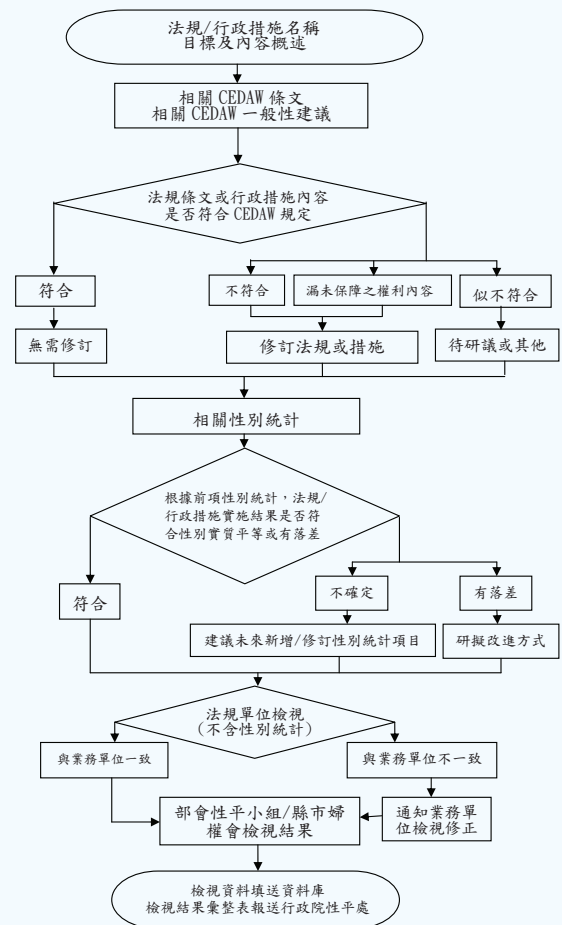 法規/行政措施名稱
目標及內容概述
相關 CEDAW 條文
相關 CEDAW 一般性建議
法規條文或行政措施內容
是否符合 CEDAW 規定
符合
不符合
漏未保障之權利內容
似不符合
無需修訂
修訂法規或措施
待研議或其他
相關性別統計
根據前項性別統計，法規/
行政措施實施結果是否符
合性別實質平等或有落差
符合
不確定
有落差
建議未來新增/修訂性別統計項目
研擬改進方式
法規單位檢視
(不含性別統計)
與業務單位一致
與業務單位不一致
部會性平小組/縣市婦
權會檢視結果
通知業務單
位檢視修正
檢視資料填送資料庫
檢視結果彙整表報送行政院性平處